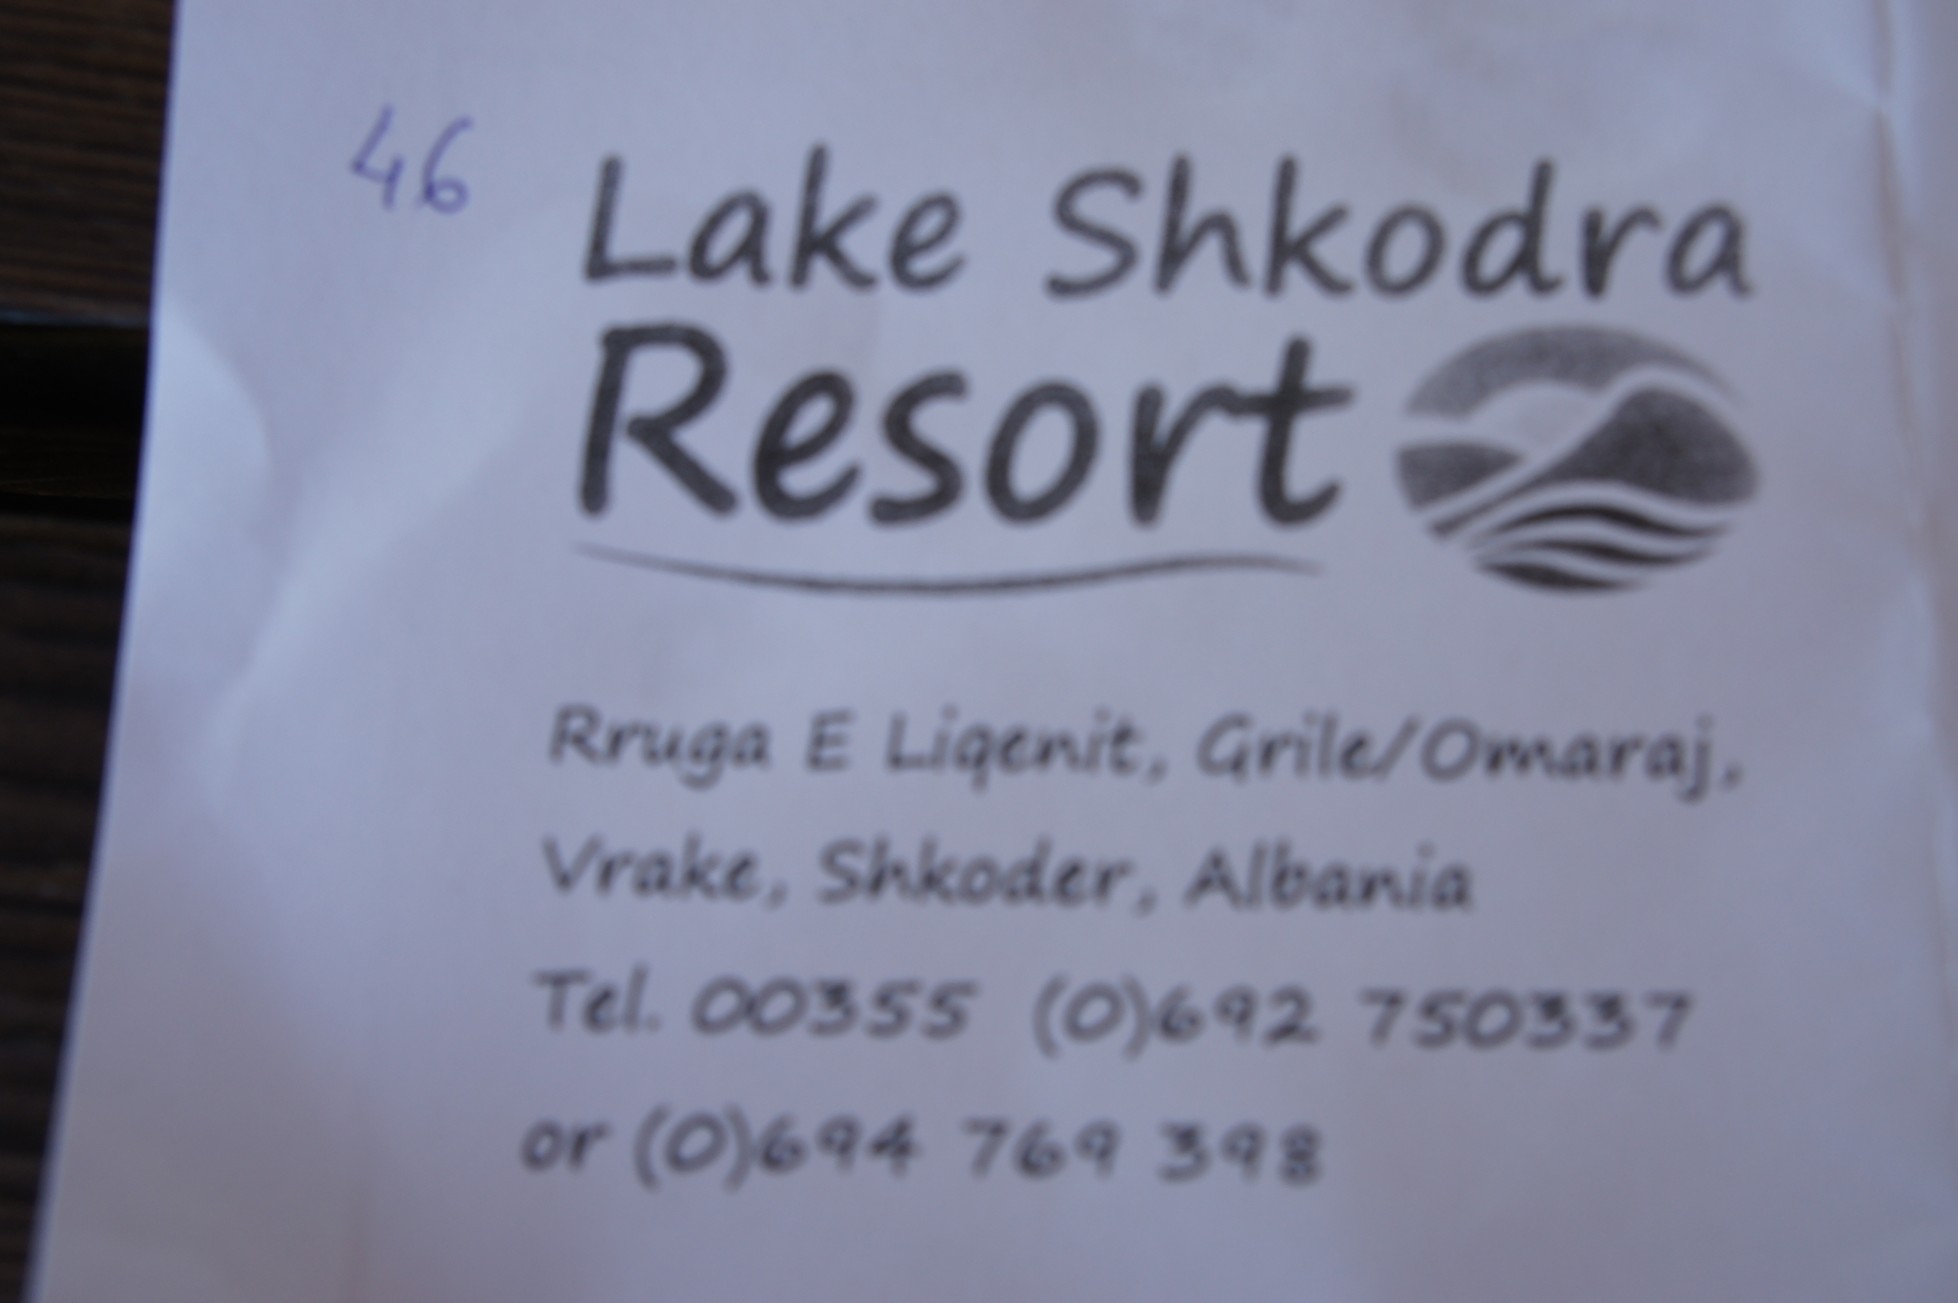 46
Lake Shkodra
Resort
Rruga E Liqenit, Grile/Omaraj,
Vrake, Shkoder, Albania
Tel. 00355 (0)692 750337
or (0)694 769 398